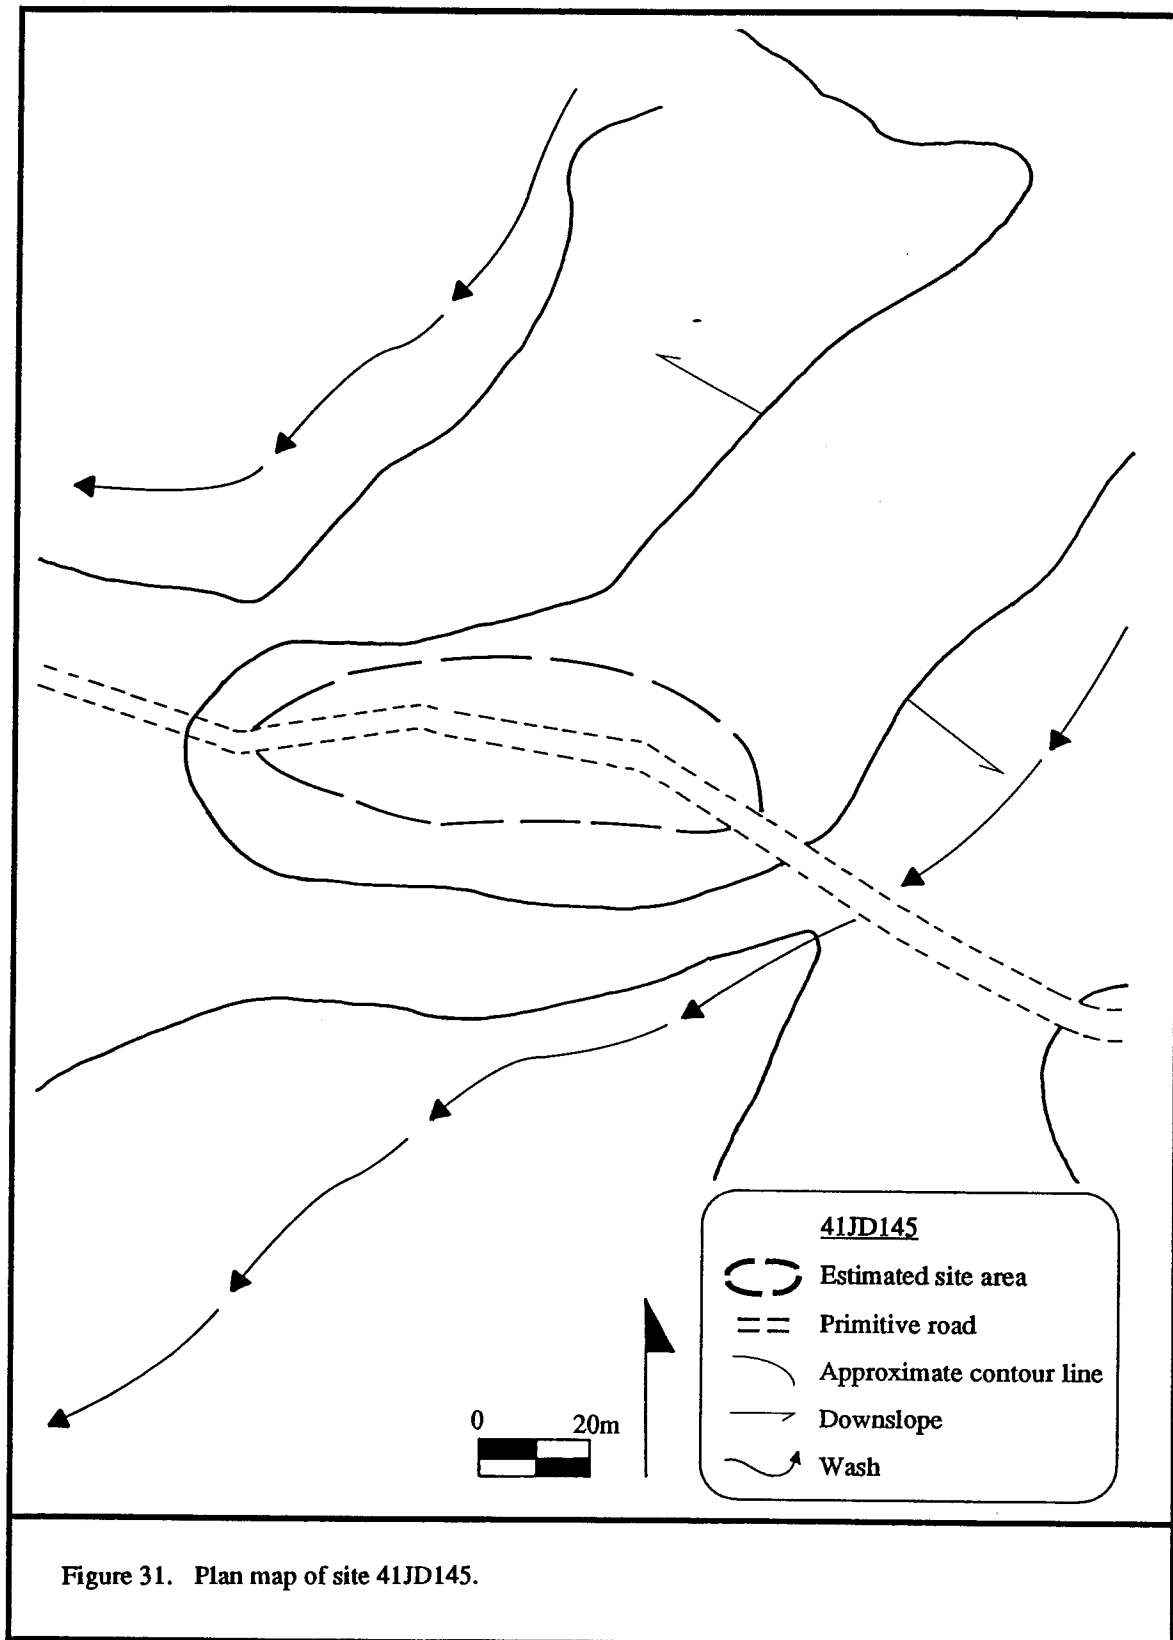 41JD145
Estimated site area
Primitive road
Approximate contour line
Downslope
Wash
0 20m
Figure 31. Plan map of site 41JD145.